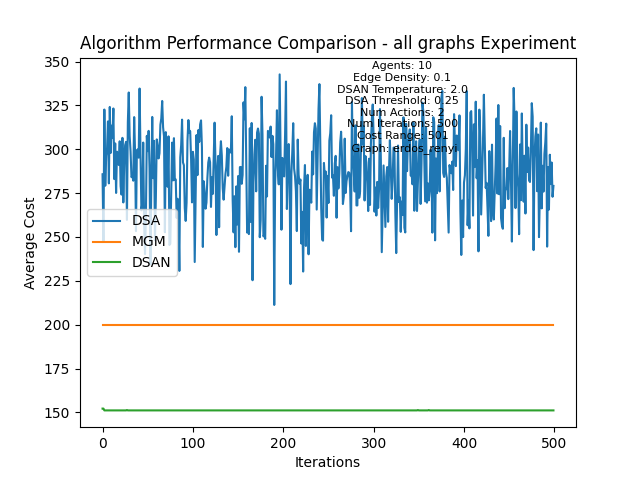 Algorithm Performance Comparison - all graphs Experiment
Agents: 10
Edge Density: 0.1
DSAN Temperature: 2.0
DSA Threshold: 0.25
Num Actions: 2
Num Iterations: 500
Cost Range: 501
Graph: erdos_renyi
350
325
300
275
250
225
200
175
150
Average Cost
DSA
MGM
DSAN
0 100 200 300 400 500
Iterations